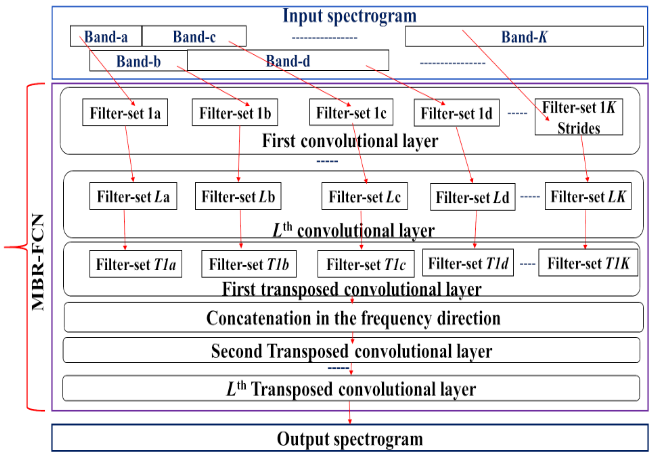 Input spectrogram
Band-a Band-c Band-K
Band-b Band-d
MBR-FCN
Filter-set 1a Filter-set 1b Filter-set 1c Filter-set 1d Filter-set 1K
Strides
First convolutional layer
Filter-set La Filter-set Lb Filter-set Lc Filter-set Ld Filter-set LK
Lth convolutional layer
Filter-set T1a Filter-set T1b Filter-set T1c Filter-set T1d Filter-set T1K
First transposed convolutional layer
Concatenation in the frequency direction
Second Transposed convolutional layer
Lth Transposed convolutional layer
Output spectrogram